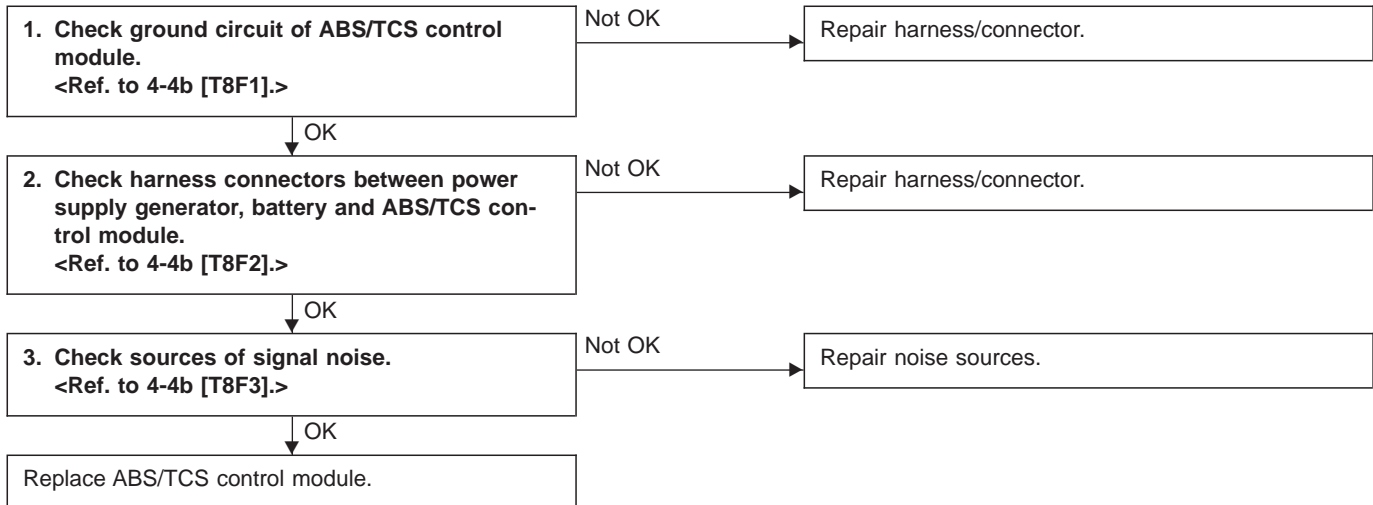 1. Check ground circuit of ABS/TCS control
module.
<Ref. to 4-4b [T8F1].>
Not OK
Repair harness/connector.
OK
2. Check harness connectors between power
supply generator, battery and ABS/TCS con-
trol module.
<Ref. to 4-4b [T8F2].>
Not OK
Repair harness/connector.
OK
3. Check sources of signal noise.
<Ref. to 4-4b [T8F3].>
Not OK
Repair noise sources.
OK
Replace ABS/TCS control module.